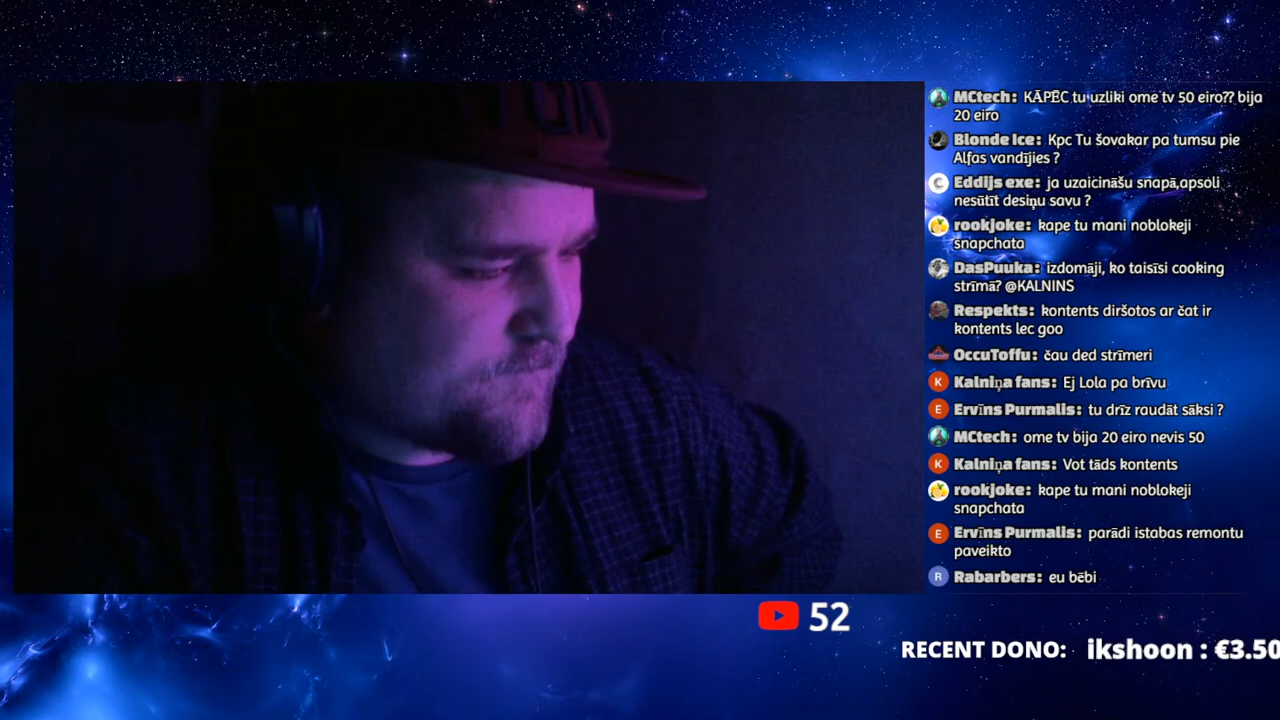 MCtech: KĀPĒC tu uzliki ome tv 50 eiro?? bija
20 eiro
Blonde Ice: Kpc Tu šovakar pa tumsu pie
Alfas vandījies ?
Eddijs exe: ja uzaicināšu snapā,apsoli
nesūtīt desiņu savu ?
rookjoke: kape tu mani noblokeji
snapchata
DasPuuka: izdomāji, ko taisīsi cooking
strīmā? @KALNINS
Respekts: kontents diršotos ar čat ir
kontents lec goo
OccuToffu: čau ded strīmeri
K Kalniņa fans: Ej Lola pa brīvu
E Ervīns Purmalis: tu drīz raudāt sāksi ?
MCtech: ome tv bija 20 eiro nevis 50
K Kalniņa fans: Vot tāds kontents
rookjoke: kape tu mani noblokeji
snapchata
E Ervīns Purmalis: parādi istabas remontu
paveikto
R Rabarbers: eu bēbi
52
RECENT DONO: ikshoon : €3.50